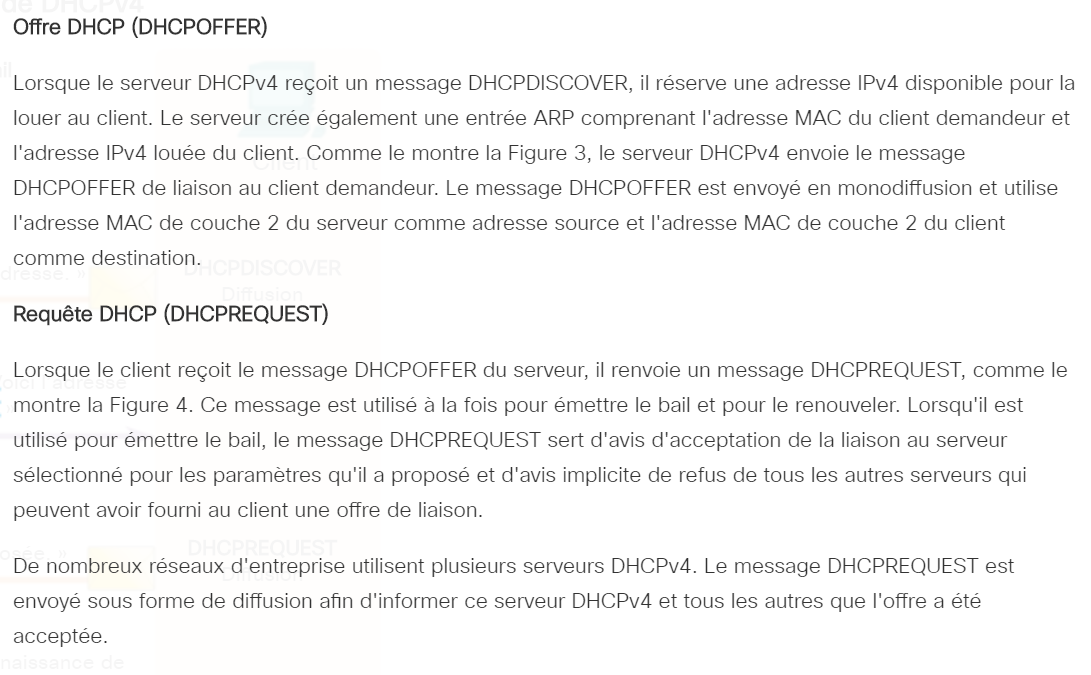 de DHCPv4
Offre DHCP (DHCPOFFER)
Lorsque le serveur DHCPv4 reçoit un message DHCPDISCOVER, il réserve une adresse IPv4 disponible pour la
louer au client. Le serveur crée également une entrée ARP comprenant l'adresse MAC du client demandeur et
l'adresse IPv4 louée du client. Comme le montre la Figure 3, le serveur DHCPv4 envoie le message
Client
DHCPOFFER de liaison au client demandeur. Le message DHCPOFFER est envoyé en monodiffusion et utilise
l'adresse MAC de couche 2 du serveur comme adresse source et l'adresse MAC de couche 2 du client
comme destination.
DHCPDISCOVER
Diffusion
Requête DHCP (DHCPREQUEST)
Lorsque le client reçoit le message DHCPOFFER du serveur, il renvoie un message DHCPREQUEST, comme le
montre la Figure 4. Ce message est utilisé à la fois pour émettre le bail et pour le renouveler. Lorsqu'il est
utilisé pour émettre le bail, le message DHCPREQUEST sert d'avis d'acceptation de la liaison au serveur
sélectionné pour les paramètres qu'il a proposé et d'avis implicite de refus de tous les autres serveurs qui
peuvent avoir fourni au client une offre de liaison.
DHCPREQUEST
De nombreux réseaux d'entreprise utilisent plusieurs serveurs DHCPv4. Le message DHCPREQUEST est
Diffusion
envoyé sous forme de diffusion afin d'informer ce serveur DHCPv4 et tous les autres que l'offre a été
acceptée.
naissance de